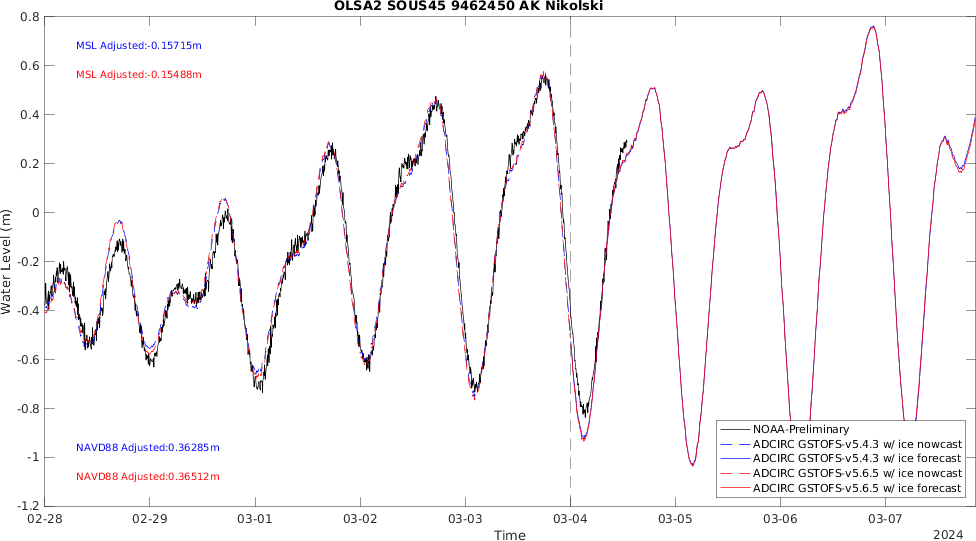 OLSA2 SOUS45 9462450 AK Nikolski
0.8
0.6
0.4
0.2
0
-0.2
-0.4
-0.6
-0.8
-1
-1.2
Water Level (m)
MSL Adjusted:-0.15715m
MSL Adjusted:-0.15488m
NAVD88 Adjusted:0.36285m
NAVD88 Adjusted:0.36512m
NOAA-Preliminary
ADCIRC GSTOFS-v5.4.3 w/ ice nowcast
ADCIRC GSTOFS-v5.4.3 w/ ice forecast
ADCIRC GSTOFS-v5.6.5 w/ ice nowcast
ADCIRC GSTOFS-v5.6.5 w/ ice forecast
02-28 02-29 03-01 03-02 03-03 03-04 03-05 03-06 03-07
Time
2024